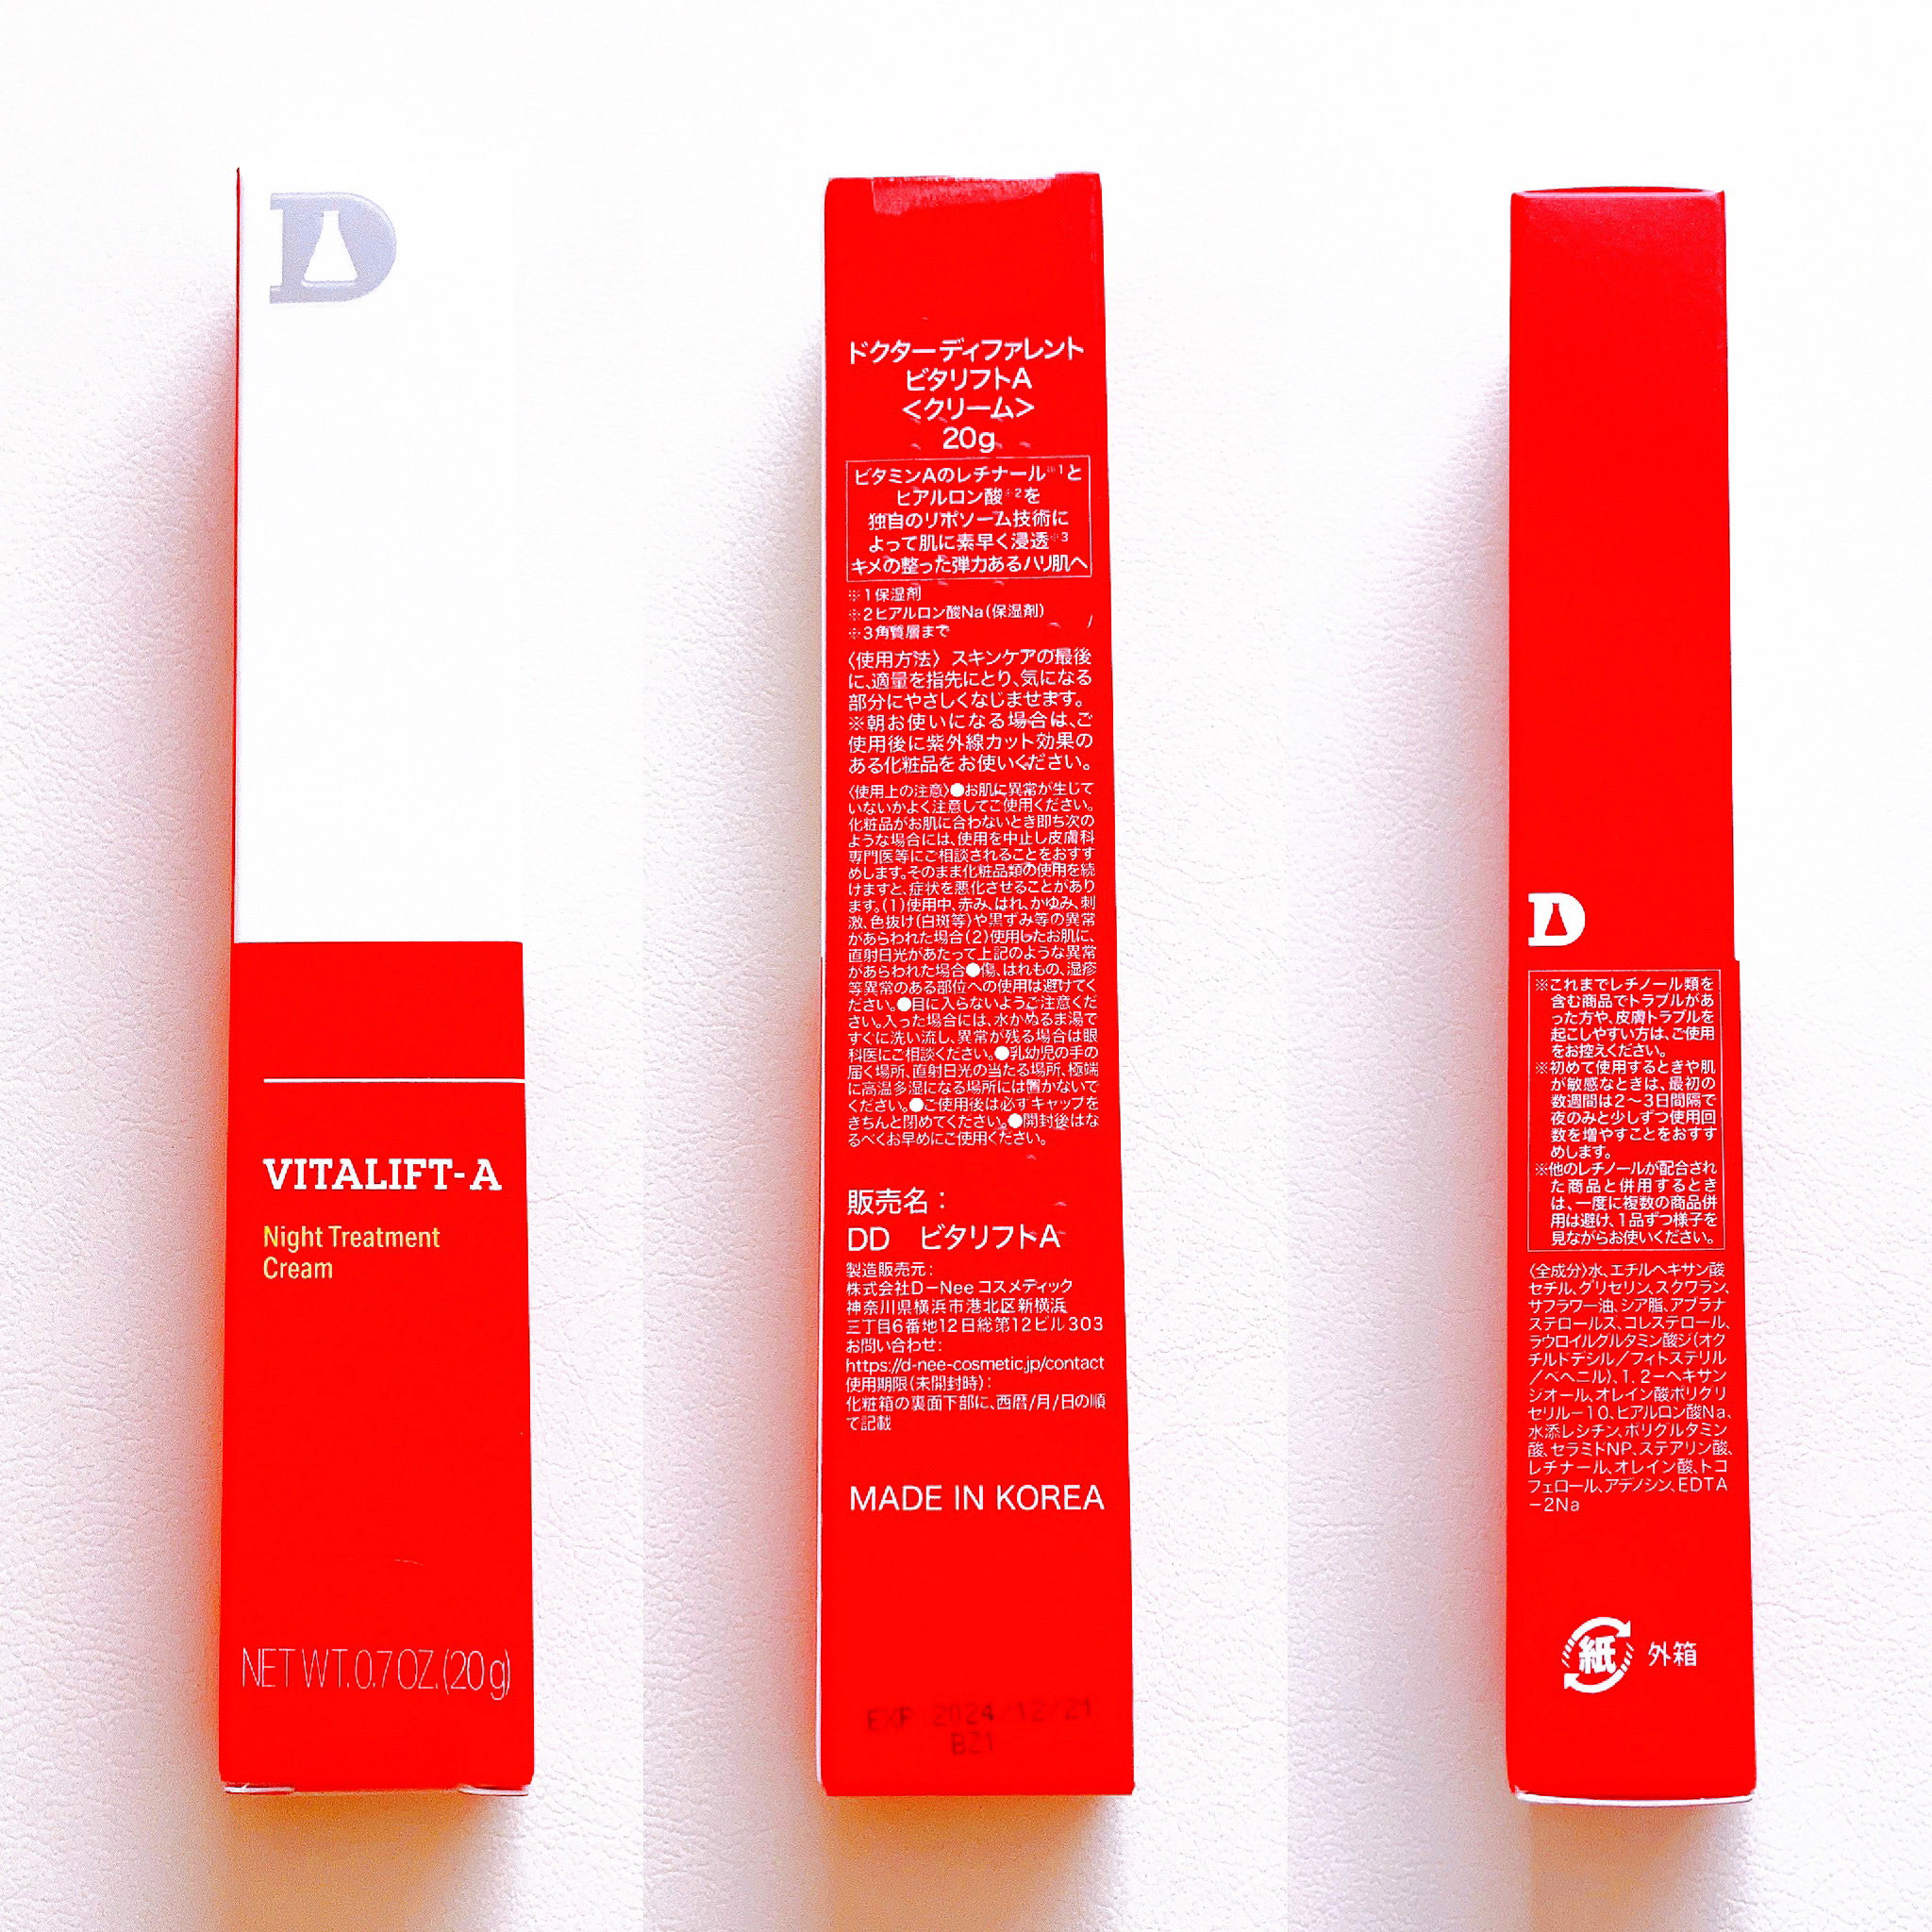 D
VITALIFT-A
Night Treatment
Cream
NET WT. 0.7 OZ. (20 g)
ドクターディファレント
ビタリフトA
<クリーム>
20g
ビタミンAのレチナール※1と
ヒアルロン酸※2を
独自のリポソーム技術に
よって肌に素早く浸透※3
キメの整った弾力あるハリ肌へ
※1保湿剤
※2ヒアルロン酸Na(保湿剤)
※3角質層まで
〈使用方法〉スキンケアの最後
に、適量を指先にとり、気になる
部分にやさしくなじませます。
※朝お使いになる場合は、ご
使用後に紫外線カット効果の
ある化粧品をお使いください。
〈使用上の注意〉●お肌に異常が生じて
いないかよく注意してご使用ください。
化粧品がお肌に合わないとき即ち次の
ような場合には、使用を中止し皮膚科
専門医等にご相談されることをおすす
めします。そのまま化粧品類の使用を続
けますと、症状を悪化させることがあり
ます。(1)使用中、赤み、はれ、かゆみ、刺
激、色抜け(白斑等)や黒ずみ等の異常
があらわれた場合(2)使用したお肌に、
直射日光があたって上記のような異常
があらわれた場合●傷、はれもの、湿疹
等異常のある部位への使用は避けてく
ださい。●目に入らないようご注意くだ
さい。入った場合には、水かぬるま湯で
すぐに洗い流し、異常が残る場合は眼
科医にご相談ください。●乳幼児の手の
届く場所、直射日光の当たる場所、極端
に高温多湿になる場所には置かないで
ください。●ご使用後は必ずキャップを
きちんと閉めてください。●開封後はな
るべくお早めにご使用ください。
販売名：
DD　ビタリフトA
製造販売元：
株式会社D－Nee コスメディック
神奈川県横浜市港北区新横浜
三丁目6番地12日総第12ビル303
お問い合わせ：
https://d-nee-cosmetic.jp/contact
使用期限(未開封時)：
化粧箱の裏面下部に、西暦/月/日の順
で記載
MADE IN KOREA
EXP 2024/12/21
BZ1
D
※これまでレチノール類を
含む商品でトラブルがあ
った方や、皮膚トラブルを
起こしやすい方は、ご使用
をお控えください。
※初めて使用するときや肌
が敏感なときは、最初の
数週間は2～3日間隔で
夜のみと少しずつ使用回
数を増やすことをおすす
めします。
※他のレチノールが配合され
た商品と併用するとき
は、一度に複数の商品併
用は避け、1品ずつ様子を
見ながらお使いください。
〈全成分〉水、エチルヘキサン酸
セチル、グリセリン、スクワラン、
サフラワー油、シア脂、アブラナ
ステロールズ、コレステロール、
ラウロイルグルタミン酸ジ(オク
チルドデシル／フィトステリル
／ベヘニル)、1，2－ヘキサン
ジオール、オレイン酸ポリグリ
セリル－10、ヒアルロン酸Na、
水添レシチン、ポリグルタミン
酸、セラミドNP、ステアリン酸、
レチナール、オレイン酸、トコ
フェロール、アデノシン、EDTA
－2Na
紙 外箱